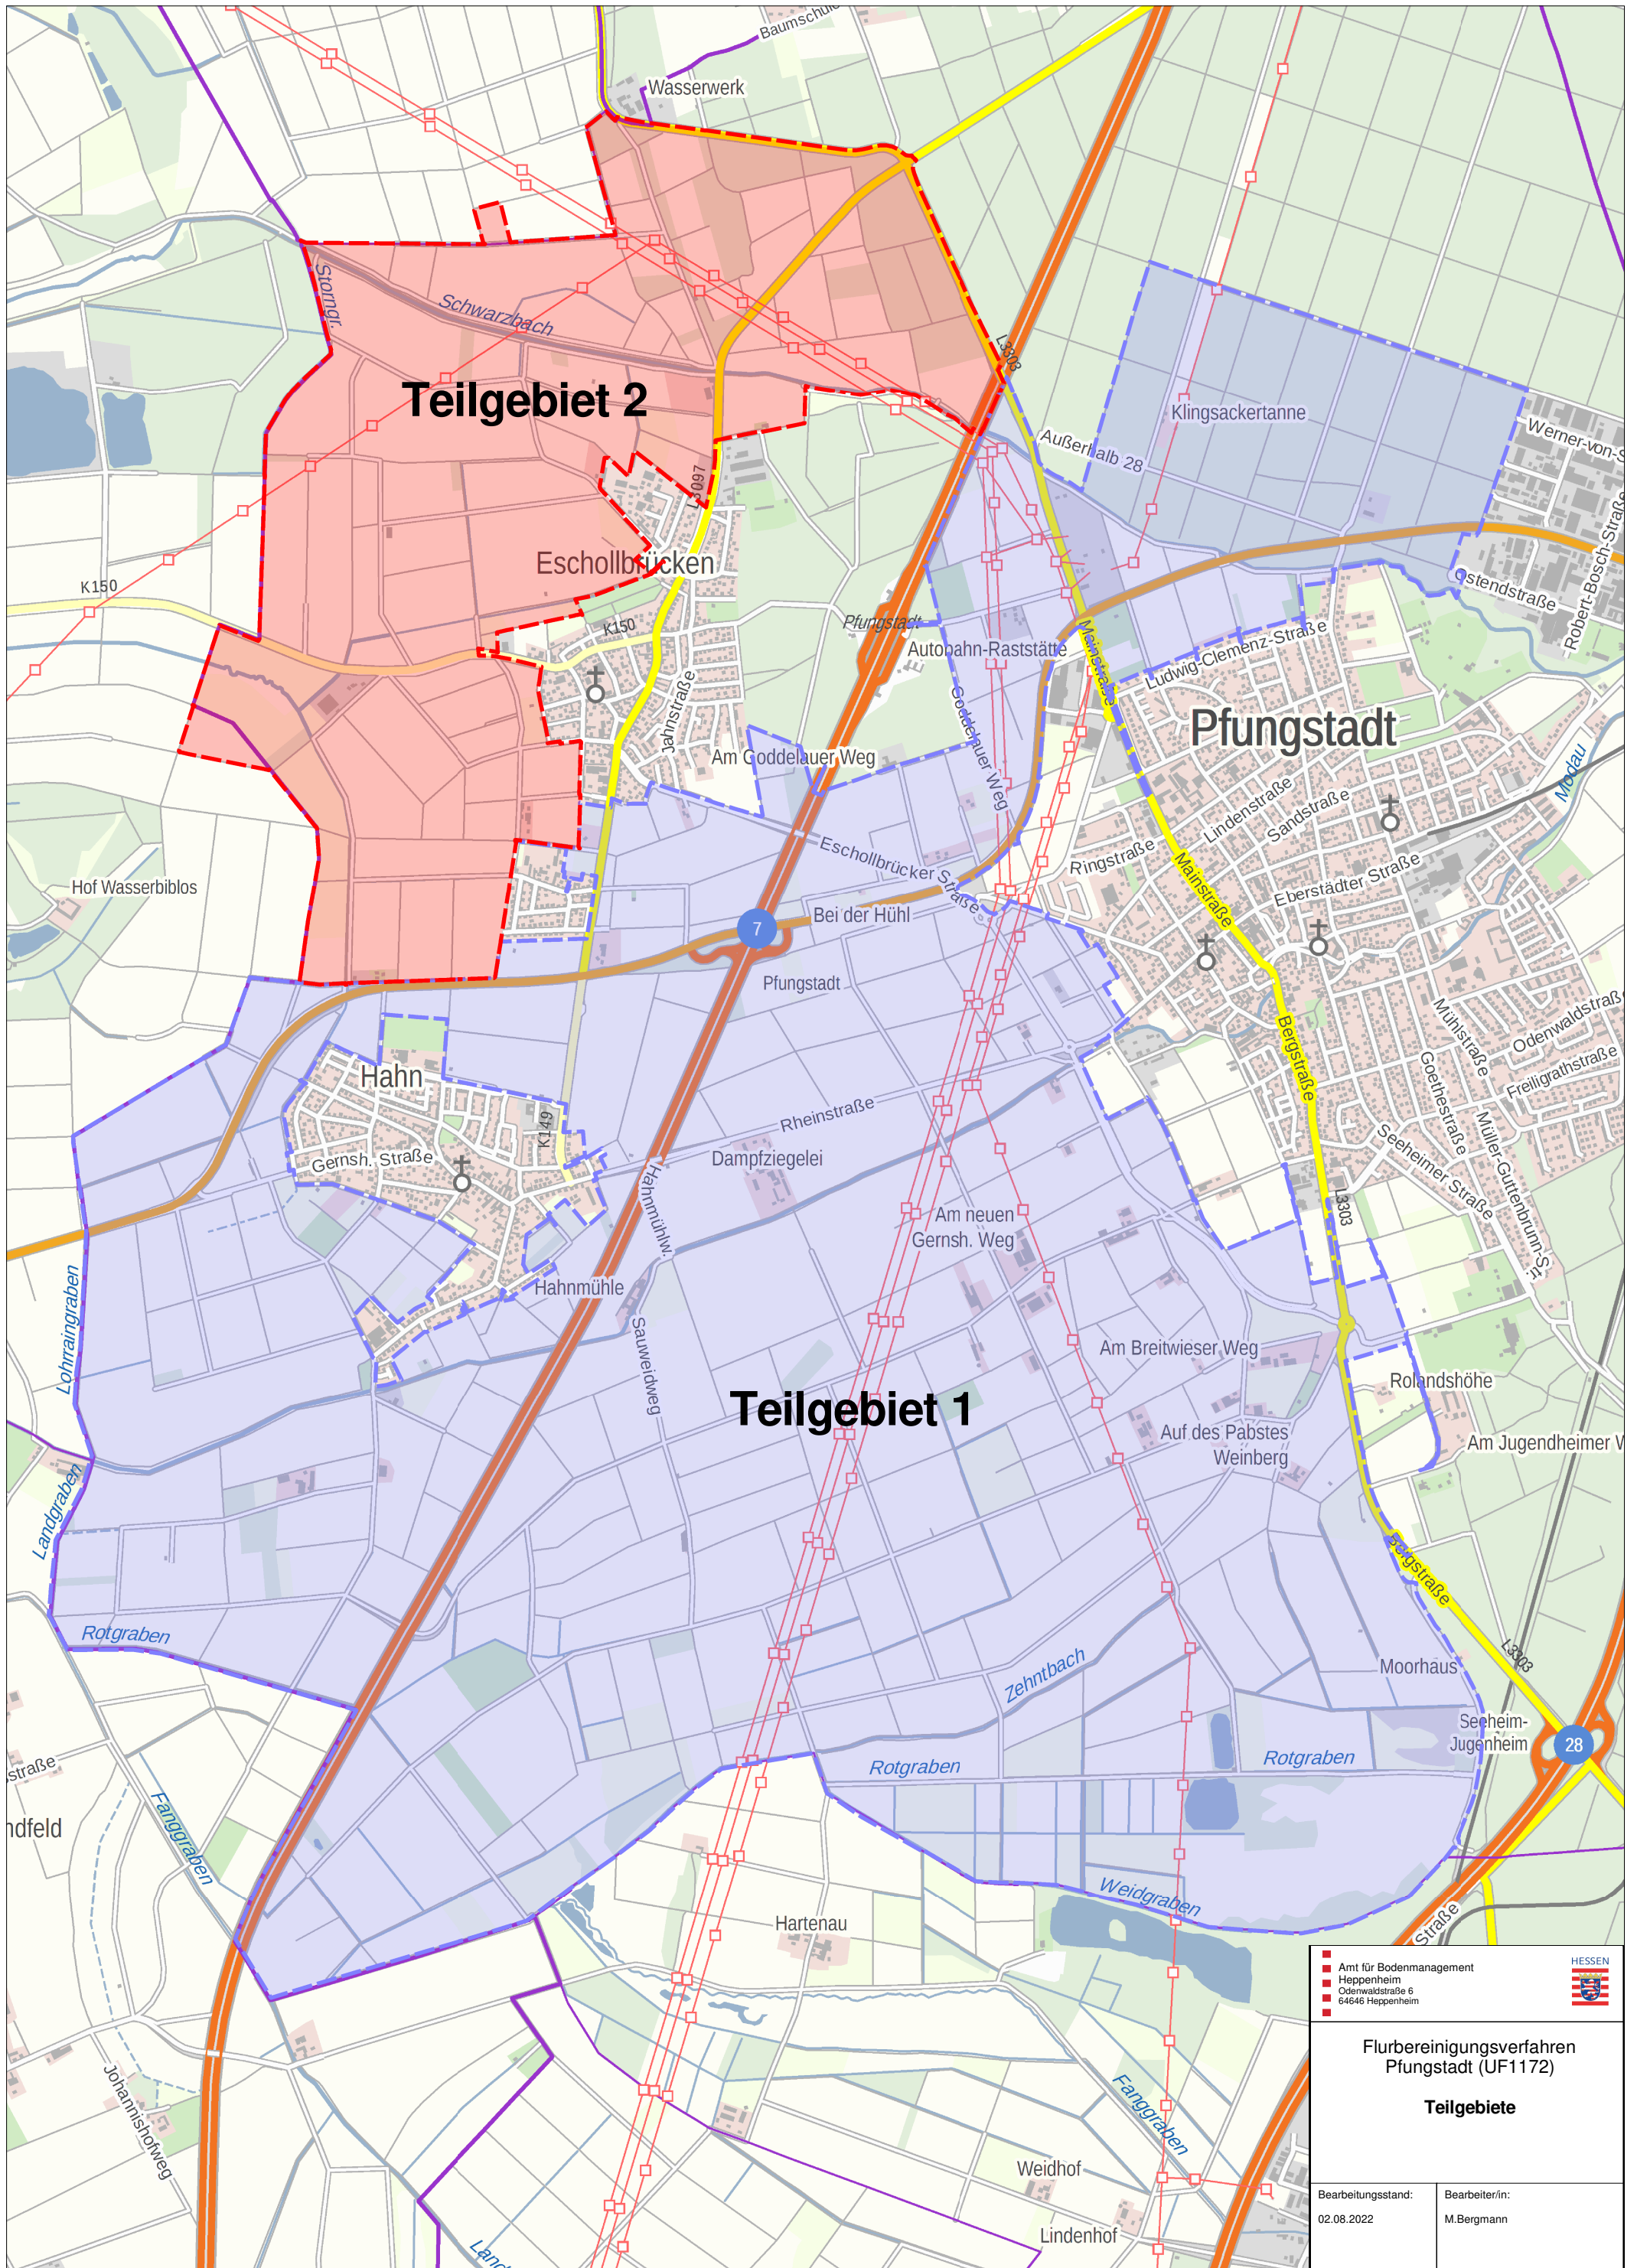 Baumschule
Wasserwerk
Storngr.
Schwarzbach
L3303
Teilgebiet 2
Klingsackertanne
Außerhalb 28
Werner-von-S
L3097
Eschollbrücken
K150
K150
Ostendstraße
Robert-Bosch-Straße
Pfungstadt
Autobahn-Raststätte
Mainstraße
Ludwig-Clemenz-Straße
Jahnstraße
Goddelauer Weg
Pfungstadt
Am Goddelauer Weg
Modau
Lindenstraße
Sandstraße
Eschollbrücker Straße
Ringstraße
Mainstraße
Eberstädter Straße
Hof Wasserbiblos
7
Bei der Hühl
Pfungstadt
Mühlstraße
Odenwaldstraß
Bergstraße
Hahn
Goethestraße
Freiligrathstraße
K149
Rheinstraße
Gernsh. Straße
Dampfziegelei
Seeheimer Straße
Müller-Guttenbrunn-S
tr.
Hahnmühlw.
Am neuen
Gernsh. Weg
L3303
Hahnmühle
Lohrraingraben
Sauweidweg
Am Breitwieser Weg
Rolandshöhe
Teilgebiet 1
Auf des Pabstes
Weinberg
Am Jugendheimer W
Landgraben
Bergstraße
Rotgraben
Zehntbach
Moorhaus
L3303
Seeheim-
Jugenheim
28
Rotgraben
Rotgraben
straße
ndfeld
Fanggraben
Weidgraben
Hartenau
Straße
Johannishofweg
Fanggraben
Weidhof
Lindenhof
Land
Amt für Bodenmanagement
Heppenheim
Odenwaldstraße 6
64646 Heppenheim
HESSEN
Flurbereinigungsverfahren
Pfungstadt (UF1172)
Teilgebiete
Bearbeitungsstand:
Bearbeiter/in:
02.08.2022
M.Bergmann